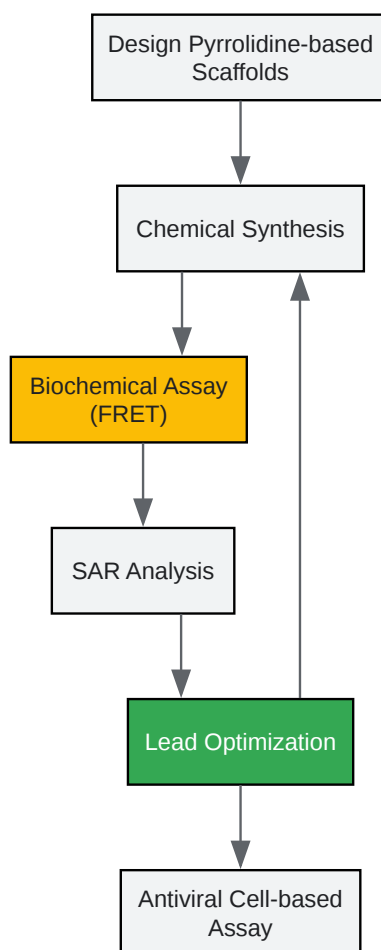 Design Pyrrolidine-based
Scaffolds
Chemical Synthesis
Biochemical Assay
(FRET)
SAR Analysis
Lead Optimization
Antiviral Cell-based
Assay